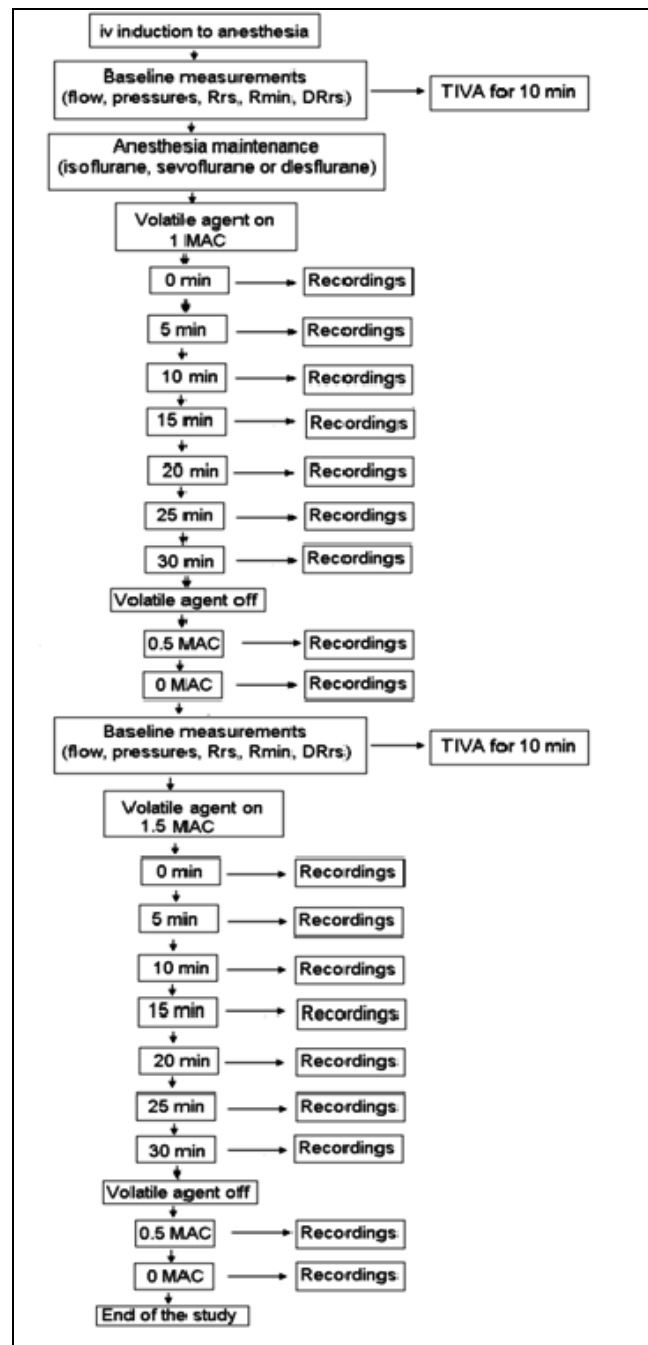 iv induction to anesthesia
Baseline measurements
(flow, pressures, Rrs, Rmin, DRrs)
TIVA for 10 min
Anesthesia maintenance
(isoflurane, sevoflurane or desflurane)
Volatile agent on
1 MAC
0 min
Recordings
5 min
Recordings
10 min
Recordings
15 min
Recordings
20 min
Recordings
25 min
Recordings
30 min
Recordings
Volatile agent off
0.5 MAC
Recordings
0 MAC
Recordings
Baseline measurements
(flow, pressures, Rrs, Rmin, DRrs)
TIVA for 10 min
Volatile agent on
1.5 MAC
0 min
Recordings
5 min
Recordings
10 min
Recordings
15 min
Recordings
20 min
Recordings
25 min
Recordings
30 min
Recordings
Volatile agent off
0.5 MAC
Recordings
0 MAC
Recordings
End of the study